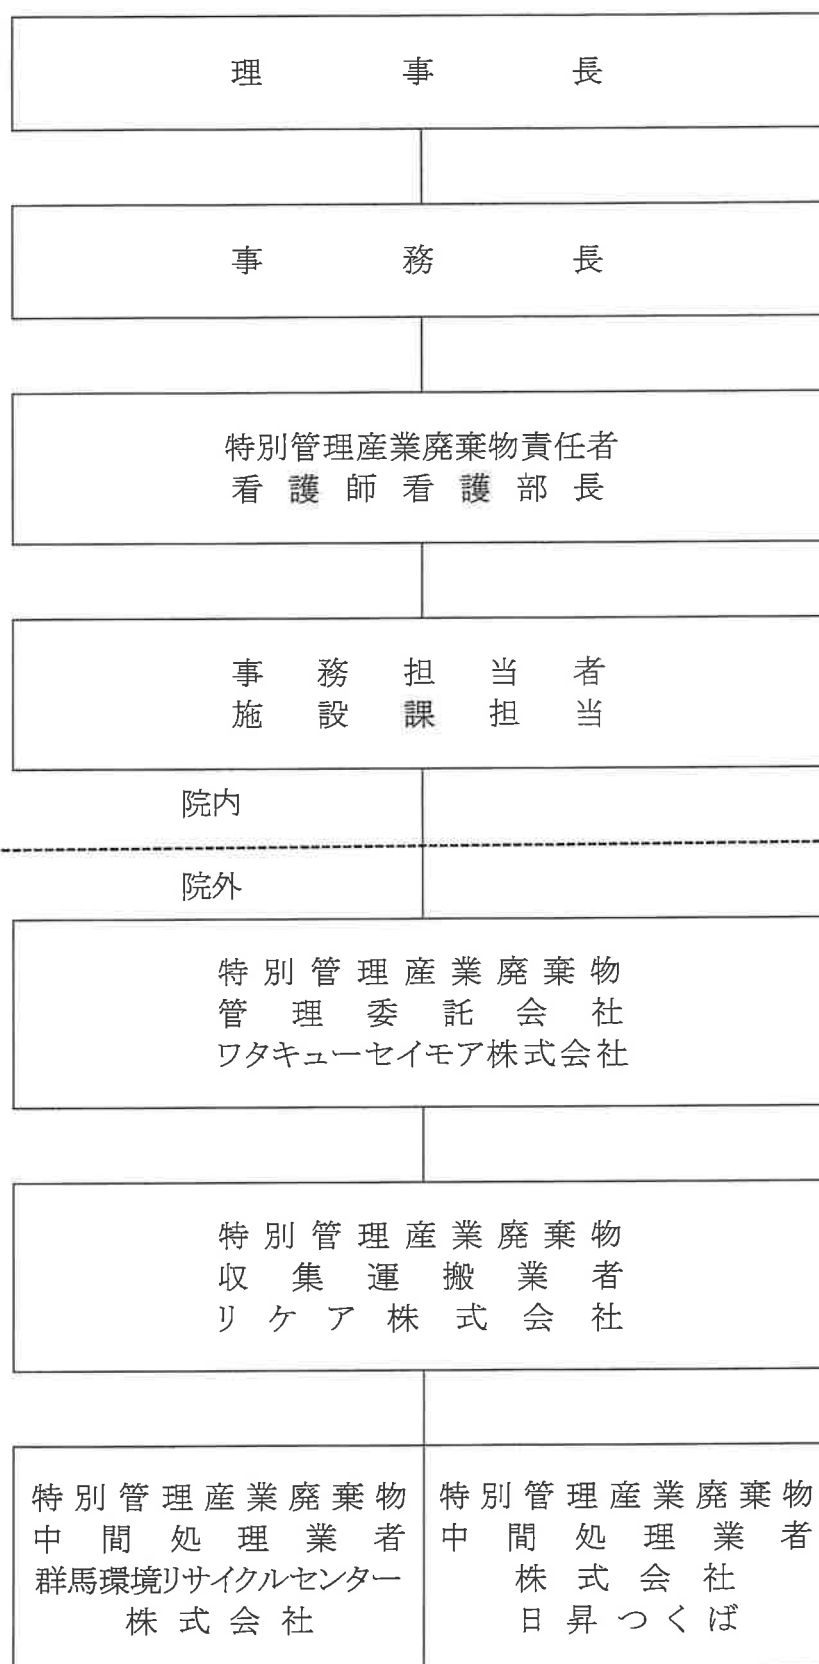 理事長
事務長
特別管理産業廃棄物責任者
看護師看護部長
事務担当者
施設課担当
院内
院外
特別管理産業廃棄物
管理委託会社
ワタキューセイモア株式会社
特別管理産業廃棄物
収集運搬業者
リケア株式会社
特別管理産業廃棄物
中間処理業者
群馬環境リサイクルセンター
株式会社
特別管理産業廃棄物
中間処理業者
株式会社
日昇つくば